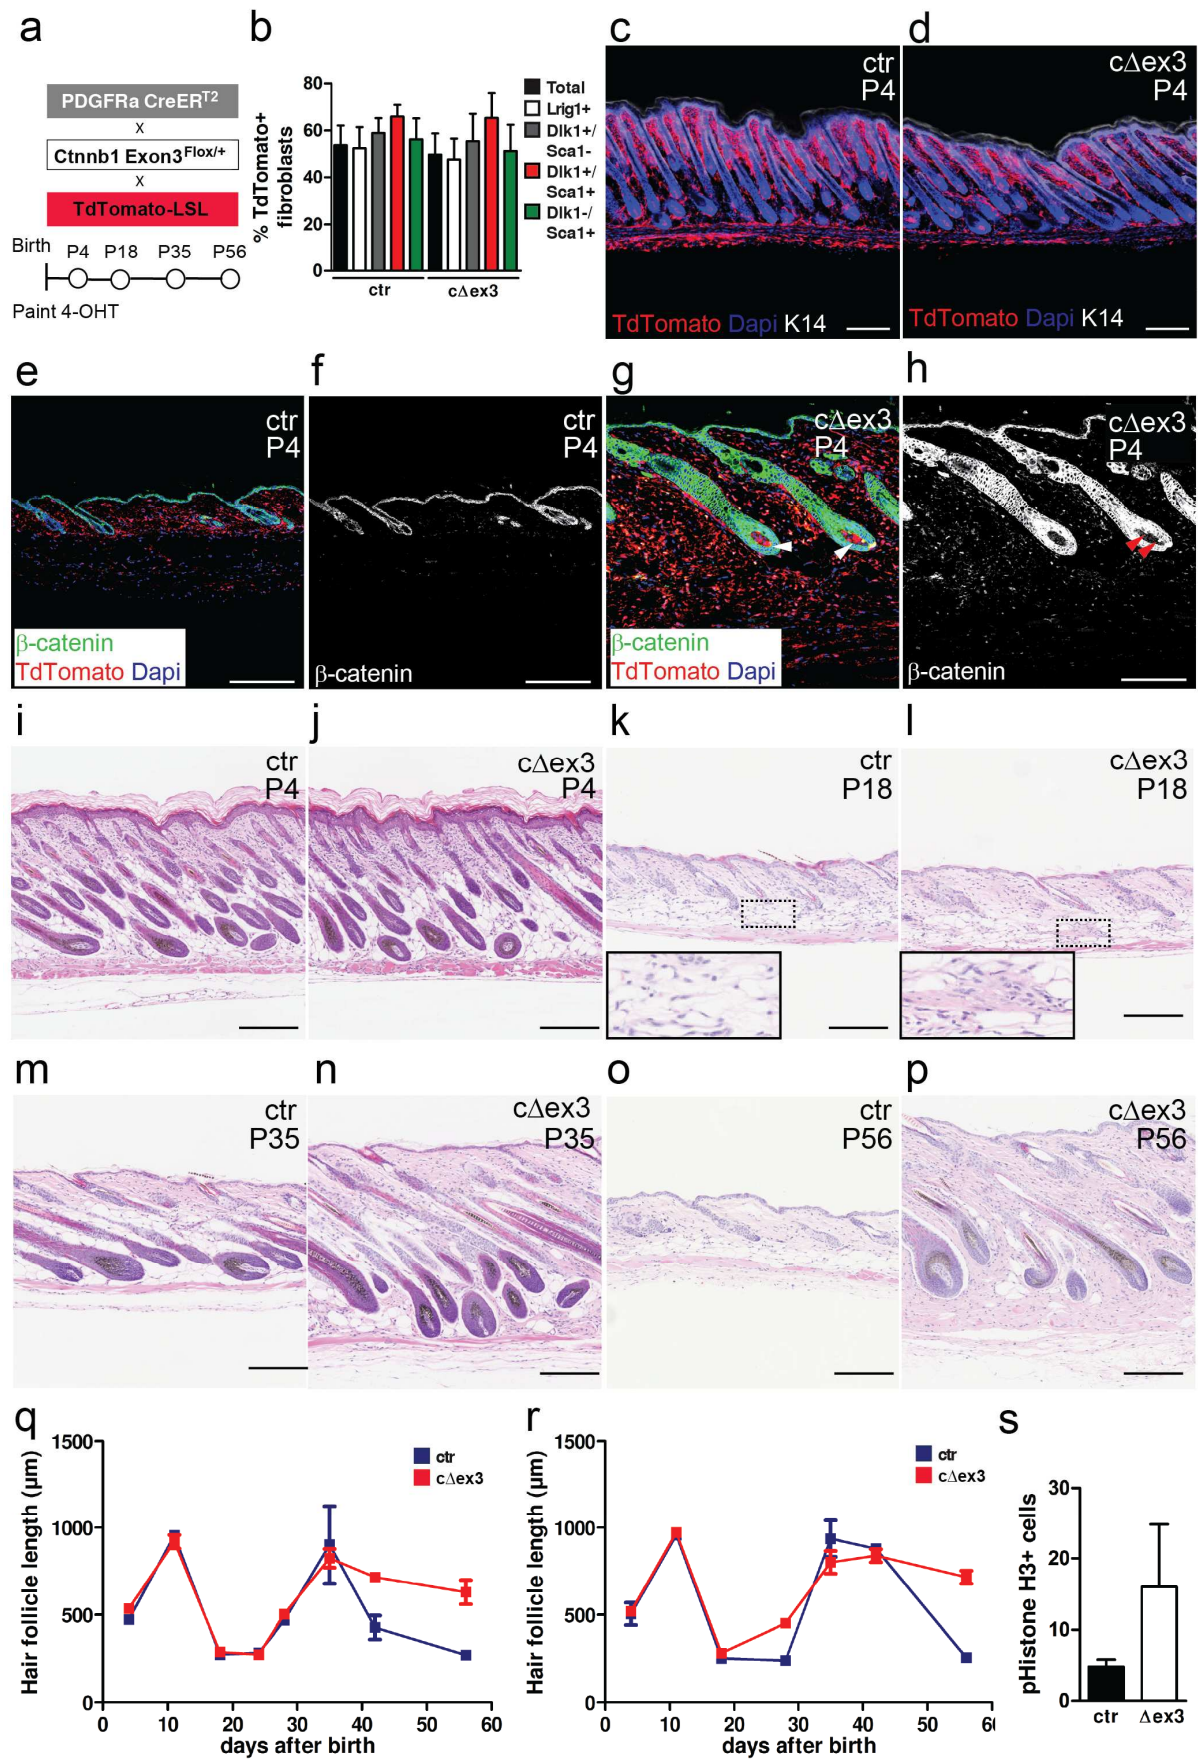 a
PDGFRa CreER^T2
x
Ctnnb1 Exon3^Flox/+
x
TdTomato-LSL
Birth P4 P18 P35 P56
Paint 4-OHT
b
% TdTomato+
fibroblasts
80
60
40
20
0
ctr cΔex3
Total
Lrig1+
Dlk1+/
Sca1-
Dlk1+/
Sca1+
Dlk1-/
Sca1+
c
ctr
P4
TdTomato Dapi K14
d
cΔex3
P4
TdTomato Dapi K14
e
ctr
P4
β-catenin
TdTomato Dapi
f
ctr
P4
β-catenin
g
cΔex3
P4
β-catenin
TdTomato Dapi
h
cΔex3
P4
β-catenin
i
ctr
P4
j
cΔex3
P4
k
ctr
P18
l
cΔex3
P18
m
ctr
P35
n
cΔex3
P35
o
ctr
P56
p
cΔex3
P56
q
Hair follicle length (µm)
1500
1000
500
0
0 10 20 30 40 50 60
days after birth
ctr
cΔex3
r
Hair follicle length (µm)
1500
1000
500
0
0 10 20 30 40 50 6
days after birth
ctr
cΔex3
s
pHistone H3+ cells
30
20
10
0
ctr Δex3